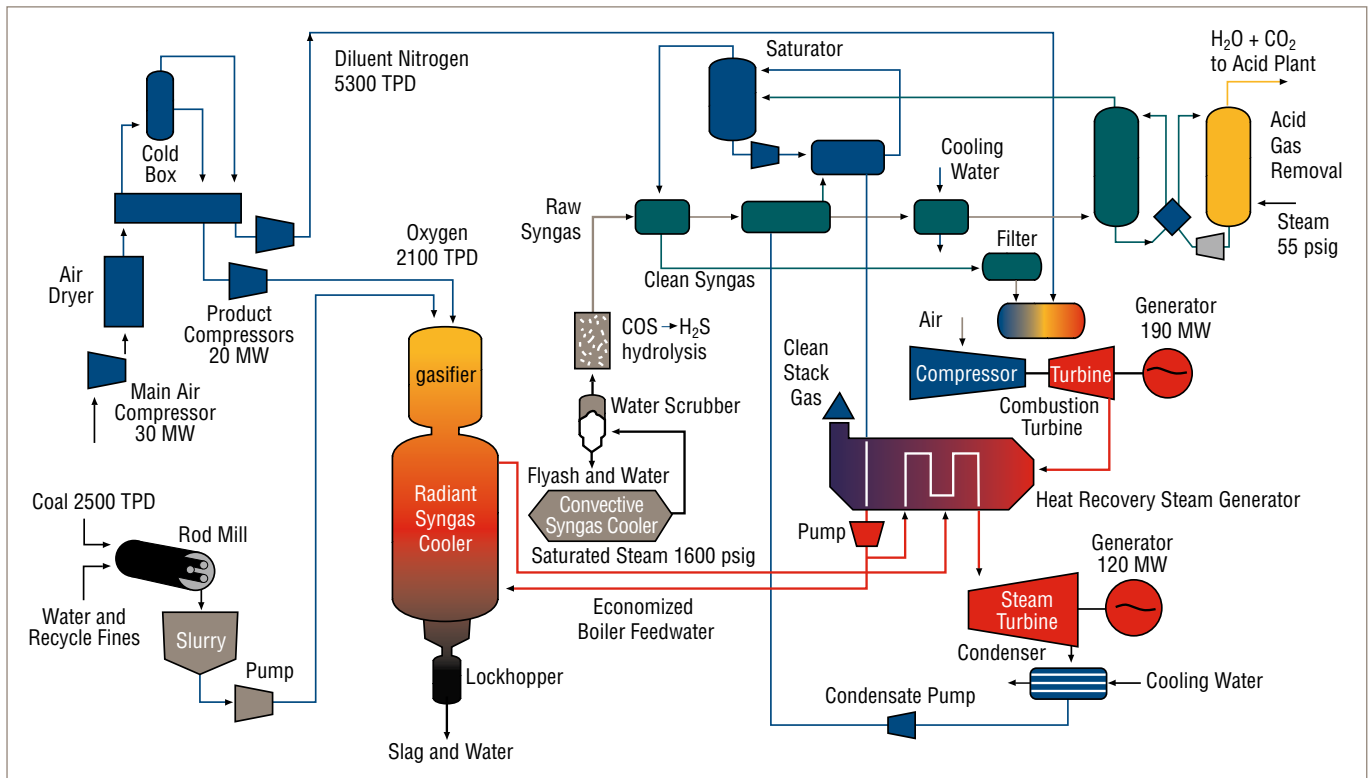 Diluent Nitrogen
5300 TPD
Saturator
H₂O + CO₂
to Acid Plant
Cold
Box
Cooling
Water
Acid
Gas
Removal
Raw
Syngas
Steam
55 psig
Oxygen
2100 TPD
Filter
Air
Dryer
Clean Syngas
Product
Compressors
20 MW
COS → H₂S
hydrolysis
Air
Generator
190 MW
Clean
Stack
Gas
gasifier
Compressor
Turbine
Main Air
Compressor
30 MW
Water Scrubber
Combustion
Turbine
Flyash and Water
Coal 2500 TPD
Radiant
Syngas
Cooler
Convective
Syngas Cooler
Heat Recovery Steam Generator
Rod Mill
Saturated Steam 1600 psig
Pump
Generator
120 MW
Water and
Recycle Fines
Slurry
Economized
Boiler Feedwater
Steam
Turbine
Condenser
Pump
Lockhopper
Cooling Water
Condensate Pump
Slag and Water